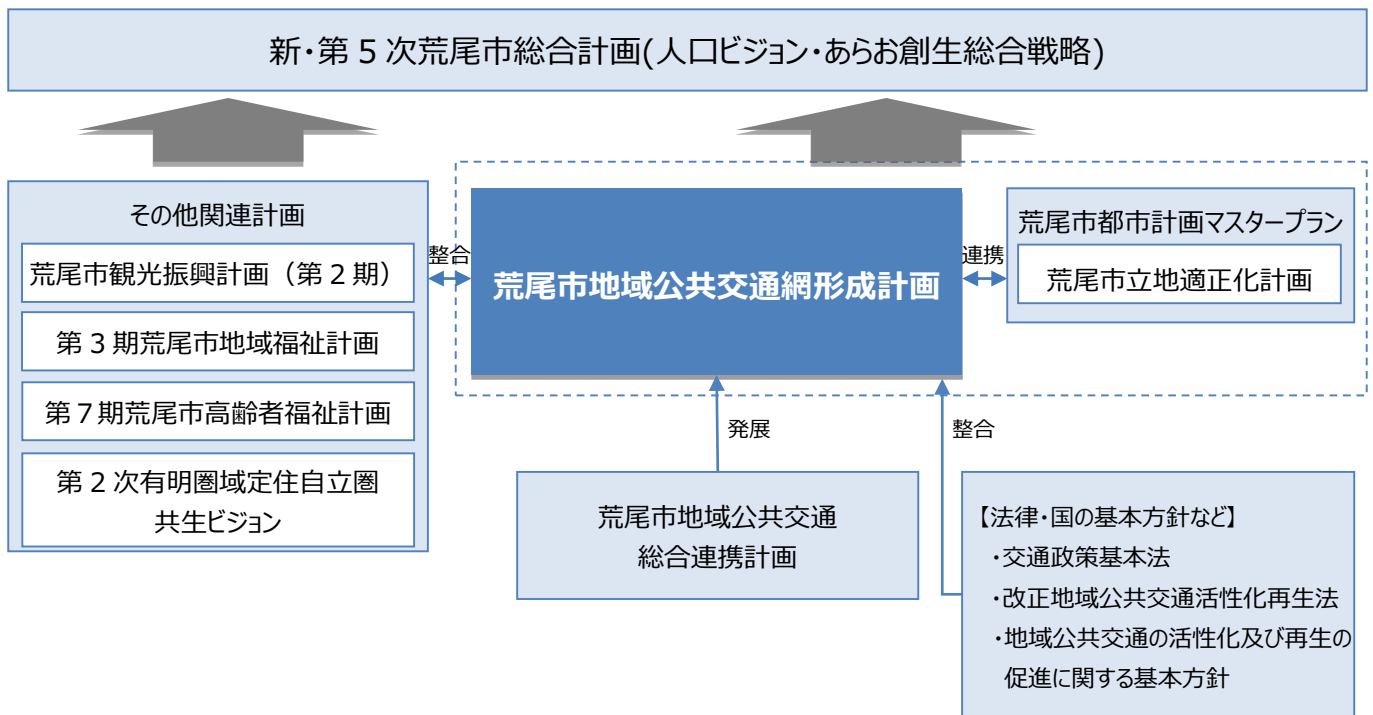 新・第5次荒尾市総合計画(人口ビジョン・あらお創生総合戦略)
その他関連計画
荒尾市観光振興計画（第2期）
第3期荒尾市地域福祉計画
第7期荒尾市高齢者福祉計画
第2次有明圏域定住自立圏
共生ビジョン
整合
荒尾市地域公共交通網形成計画
連携
荒尾市都市計画マスタープラン
荒尾市立地適正化計画
発展
整合
荒尾市地域公共交通
総合連携計画
【法律・国の基本方針など】
・交通政策基本法
・改正地域公共交通活性化再生法
・地域公共交通の活性化及び再生の
促進に関する基本方針